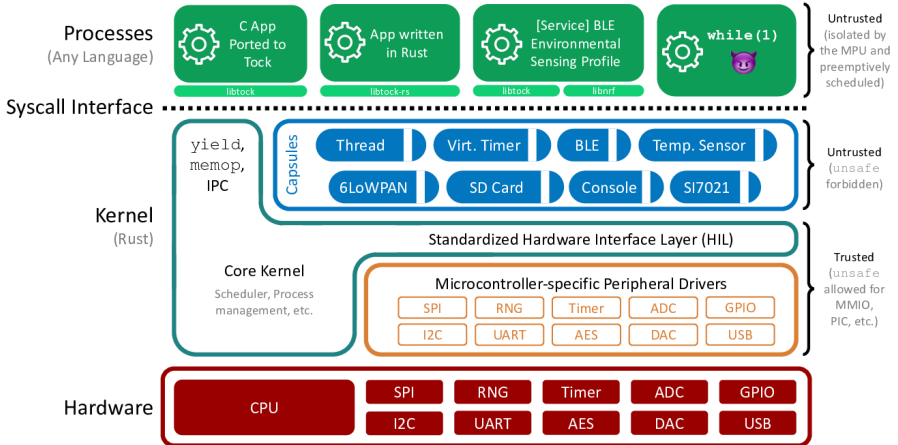 Processes
(Any Language)
C App
Ported to
Tock
libtock
App written
in Rust
libtock-rs
[Service] BLE
Environmental
Sensing Profile
libtock
libnrf
while(1)
Untrusted
(isolated by
the MPU and
preemptively
scheduled)
Syscall Interface
Kernel
(Rust)
yield,
memop,
IPC
Capsules
Thread
Virt. Timer
BLE
Temp. Sensor
6LoWPAN
SD Card
Console
SI7021
Untrusted
(unsafe
forbidden)
Standardized Hardware Interface Layer (HIL)
Core Kernel
Scheduler, Process
management, etc.
Microcontroller-specific Peripheral Drivers
SPI
RNG
Timer
ADC
GPIO
I2C
UART
AES
DAC
USB
Trusted
(unsafe
allowed for
MMIO,
PIC, etc.)
Hardware
CPU
SPI
RNG
Timer
ADC
GPIO
I2C
UART
AES
DAC
USB